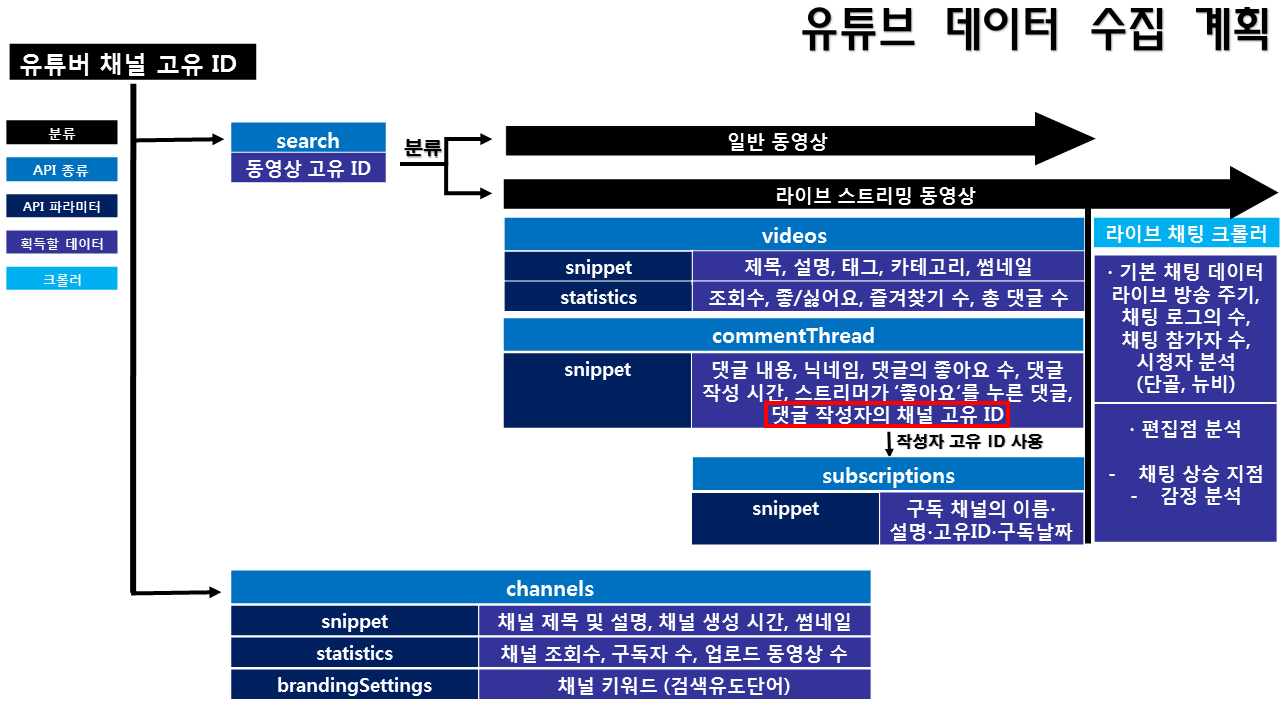 유튜브 데이터 수집 계획
유튜버 채널 고유 ID
분류
API 종류
API 파라미터
획득할 데이터
크롤러
search
동영상 고유 ID
분류
일반 동영상
라이브 스트리밍 동영상
videos
snippet
제목, 설명, 태그, 카테고리, 썸네일
statistics
조회수, 좋/싫어요, 즐겨찾기 수, 총 댓글 수
commentThread
snippet
댓글 내용, 닉네임, 댓글의 좋아요 수, 댓글
작성 시간, 스트리머가 ‘좋아요‘를 누른 댓글,
댓글 작성자의 채널 고유 ID
작성자 고유 ID 사용
subscriptions
snippet
구독 채널의 이름·
설명·고유ID·구독날짜
라이브 채팅 크롤러
· 기본 채팅 데이터
라이브 방송 주기,
채팅 로그의 수,
채팅 참가자 수,
시청자 분석
(단골, 뉴비)
· 편집점 분석
- 채팅 상승 지점
- 감정 분석
channels
snippet
채널 제목 및 설명, 채널 생성 시간, 썸네일
statistics
채널 조회수, 구독자 수, 업로드 동영상 수
brandingSettings
채널 키워드 (검색유도단어)